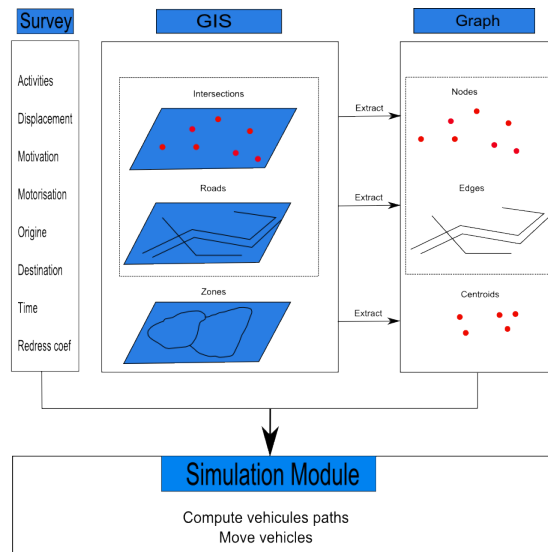 Survey
GIS
Graph
Activities
Displacement
Motivation
Motorisation
Origine
Destination
Time
Redress coef
Intersections
Roads
Zones
Extract
Extract
Extract
Nodes
Edges
Centroids
Simulation Module
Compute vehicules paths
Move vehicles